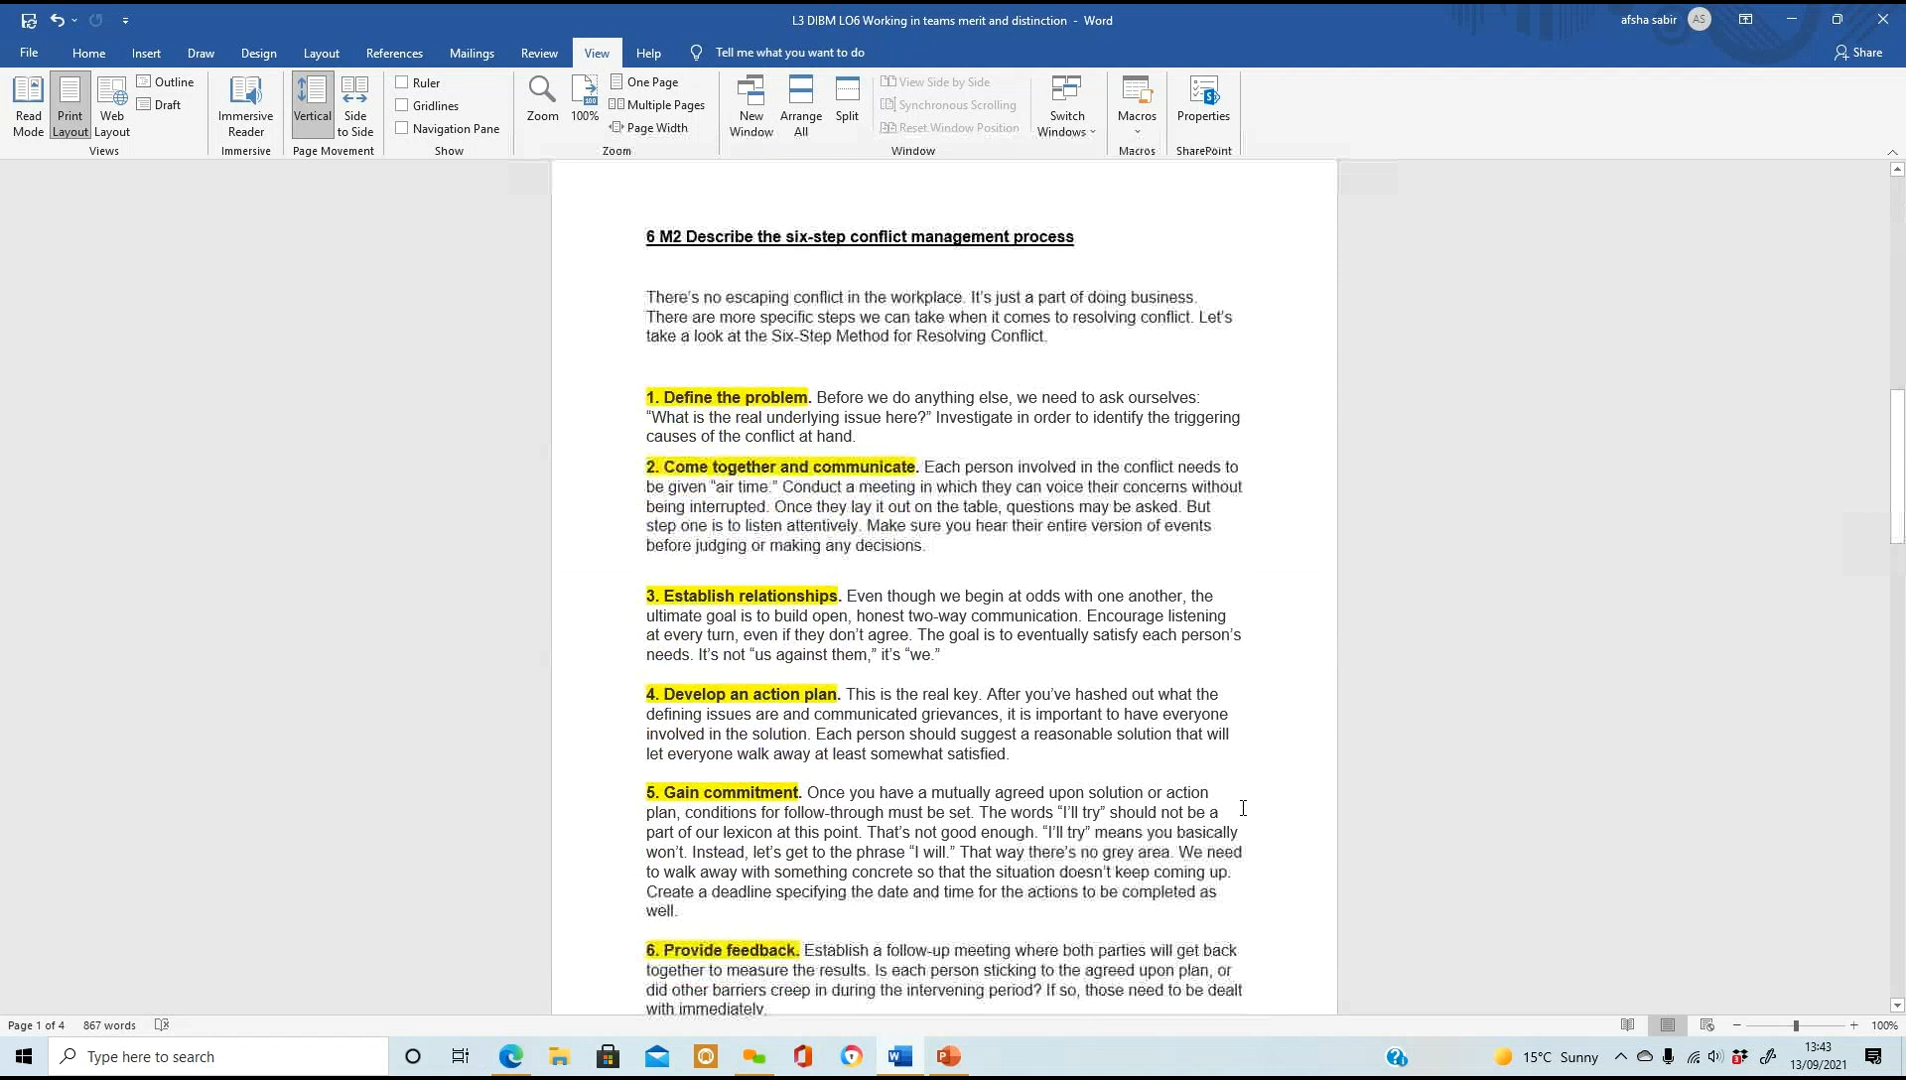 L3 DIBM LO6 Working in teams merit and distinction - Word
afsha sabir
AS
File Home Insert Draw Design Layout References Mailings Review View Help Tell me what you want to do
Share
Read Mode
Print Layout
Web Layout
Outline
Draft
Views
Immersive Reader
Immersive
Vertical
Side to Side
Page Movement
Ruler
Gridlines
Navigation Pane
Show
Zoom
100%
One Page
Multiple Pages
Page Width
Zoom
New Window
Arrange All
Split
View Side by Side
Synchronous Scrolling
Reset Window Position
Window
Switch Windows
Macros
Macros
Properties
SharePoint
6 M2 Describe the six-step conflict management process
There’s no escaping conflict in the workplace. It’s just a part of doing business.
There are more specific steps we can take when it comes to resolving conflict. Let’s
take a look at the Six-Step Method for Resolving Conflict.
1. Define the problem. Before we do anything else, we need to ask ourselves:
“What is the real underlying issue here?” Investigate in order to identify the triggering
causes of the conflict at hand.
2. Come together and communicate. Each person involved in the conflict needs to
be given “air time.” Conduct a meeting in which they can voice their concerns without
being interrupted. Once they lay it out on the table, questions may be asked. But
step one is to listen attentively. Make sure you hear their entire version of events
before judging or making any decisions.
3. Establish relationships. Even though we begin at odds with one another, the
ultimate goal is to build open, honest two-way communication. Encourage listening
at every turn, even if they don’t agree. The goal is to eventually satisfy each person’s
needs. It’s not “us against them,” it’s “we.”
4. Develop an action plan. This is the real key. After you’ve hashed out what the
defining issues are and communicated grievances, it is important to have everyone
involved in the solution. Each person should suggest a reasonable solution that will
let everyone walk away at least somewhat satisfied.
5. Gain commitment. Once you have a mutually agreed upon solution or action
plan, conditions for follow-through must be set. The words “I’ll try” should not be a
part of our lexicon at this point. That’s not good enough. “I’ll try” means you basically
won’t. Instead, let’s get to the phrase “I will.” That way there’s no grey area. We need
to walk away with something concrete so that the situation doesn’t keep coming up.
Create a deadline specifying the date and time for the actions to be completed as
well.
6. Provide feedback. Establish a follow-up meeting where both parties will get back
together to measure the results. Is each person sticking to the agreed upon plan, or
did other barriers creep in during the intervening period? If so, those need to be dealt
with immediately.
Page 1 of 4 867 words
100%
Type here to search
15°C Sunny
13:43
13/09/2021